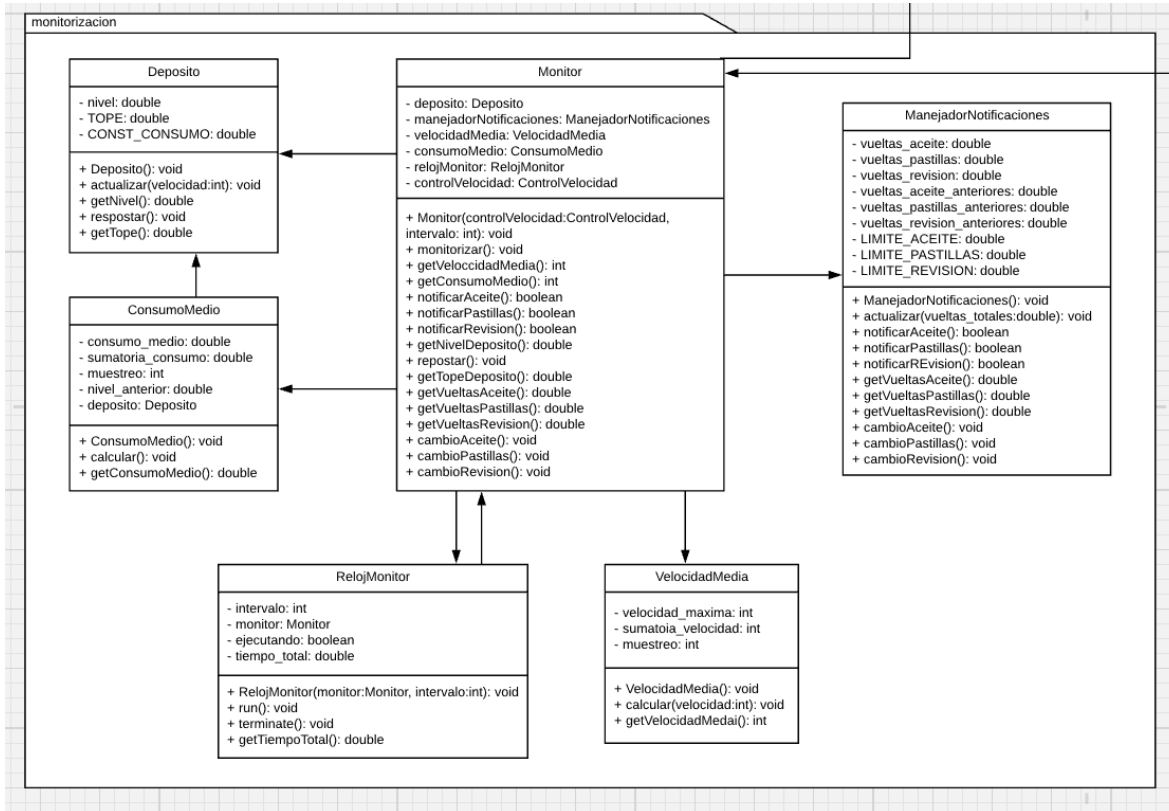 monitorizacion
Deposito
- nivel: double
- TOPE: double
- CONST_CONSUMO: double
+ Deposito(): void
+ actualizar(velocidad:int): void
+ getNivel(): double
+ respostar(): void
+ getTope(): double
Monitor
- deposito: Deposito
- manejadorNotificaciones: ManejadorNotificaciones
- velocidadMedia: VelocidadMedia
- consumoMedio: ConsumoMedio
- relojMonitor: RelojMonitor
- controlVelocidad: ControlVelocidad
+ Monitor(controlVelocidad:ControlVelocidad,
intervalo: int): void
+ monitorizar(): void
+ getVeloccidadMedia(): int
+ getConsumoMedio(): int
+ notificarAceite(): boolean
+ notificarPastillas(): boolean
+ notificarRevision(): boolean
+ getNivelDeposito(): double
+ repostar(): void
+ getTopeDeposito(): double
+ getVueltasAceite(): double
+ getVueltasPastillas(): double
+ getVueltasRevision(): double
+ cambioAceite(): void
+ cambioPastillas(): void
+ cambioRevision(): void
ManejadorNotificaciones
- vueltas_aceite: double
- vueltas_pastillas: double
- vueltas_revision: double
- vueltas_aceite_anteriores: double
- vueltas_pastillas_anteriores: double
- vueltas_revision_anteriores: double
- LIMITE_ACEITE: double
- LIMITE_PASTILLAS: double
- LIMITE_REVISION: double
+ ManejadorNotificaciones(): void
+ actualizar(vueltas_totales:double): void
+ notificarAceite(): boolean
+ notificarPastillas(): boolean
+ notificarREvision(): boolean
+ getVueltasAceite(): double
+ getVueltasPastillas(): double
+ getVueltasRevision(): double
+ cambioAceite(): void
+ cambioPastillas(): void
+ cambioRevision(): void
ConsumoMedio
- consumo_medio: double
- sumatoria_consumo: double
- muestreo: int
- nivel_anterior: double
- deposito: Deposito
+ ConsumoMedio(): void
+ calcular(): void
+ getConsumoMedio(): double
RelojMonitor
- intervalo: int
- monitor: Monitor
- ejecutando: boolean
- tiempo_total: double
+ RelojMonitor(monitor:Monitor, intervalo:int): void
+ run(): void
+ terminate(): void
+ getTiempoTotal(): double
VelocidadMedia
- velocidad_maxima: int
- sumatoia_velocidad: int
- muestreo: int
+ VelocidadMedia(): void
+ calcular(velocidad:int): void
+ getVelocidadMedai(): int